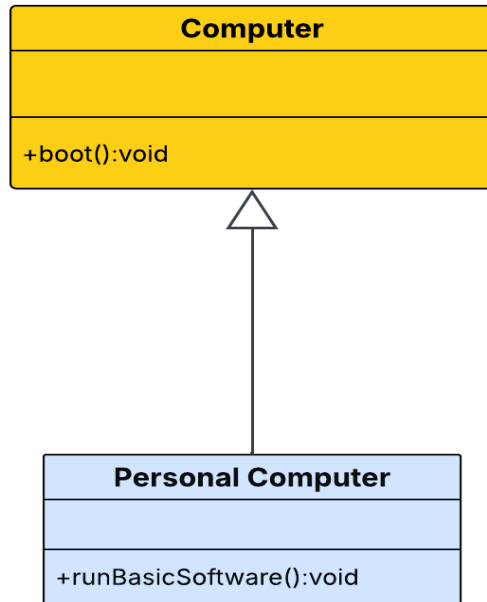 Computer
+boot():void
Personal Computer
+runBasicSoftware():void